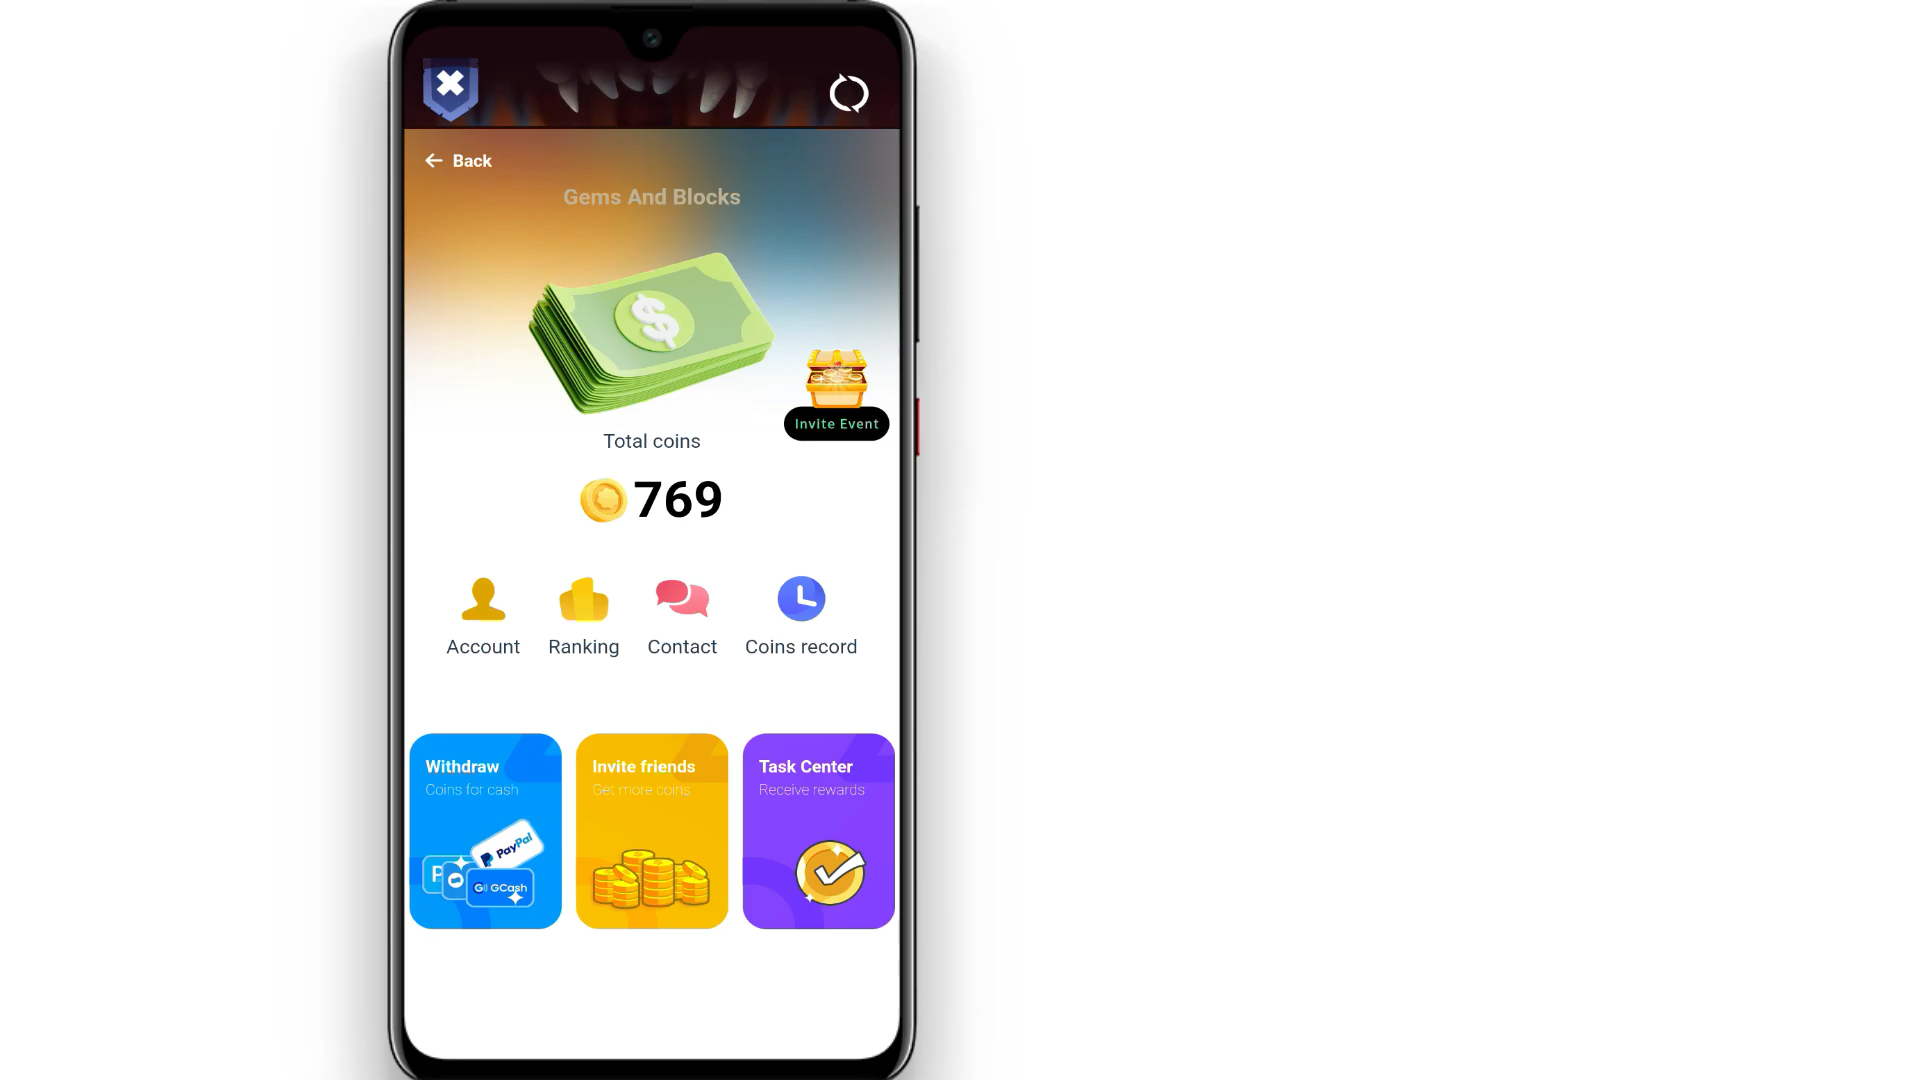 Back
Gems And Blocks
Invite Event
Total coins
769
Account
Ranking
Contact
Coins record
Withdraw
Coins for cash
PayPal
P
GCash
Invite friends
Get more coins
Task Center
Receive rewards